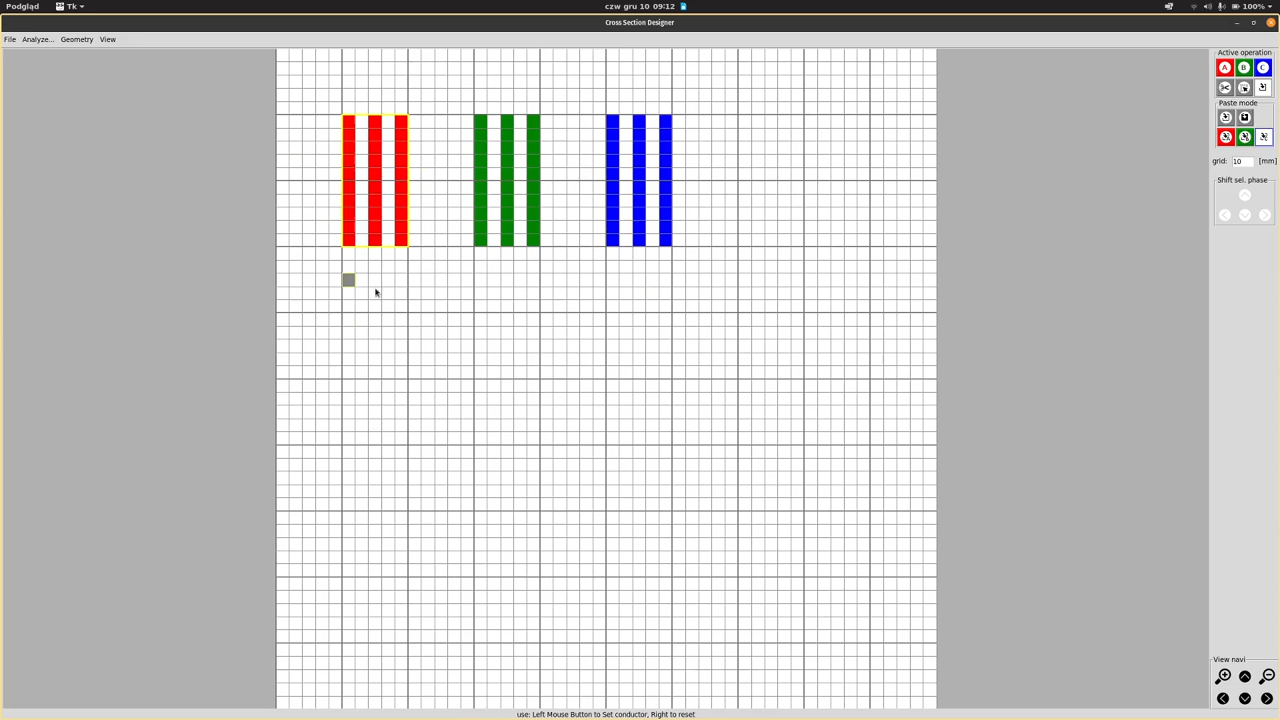 Podgląd Tk czw gru 10 09:12 100%
Cross Section Designer
File Analyze... Geometry View
Active operation
A B C
Paste mode
grid: 10 [mm]
Shift sel. phase
View navi
use: Left Mouse Button to Set conductor, Right to reset